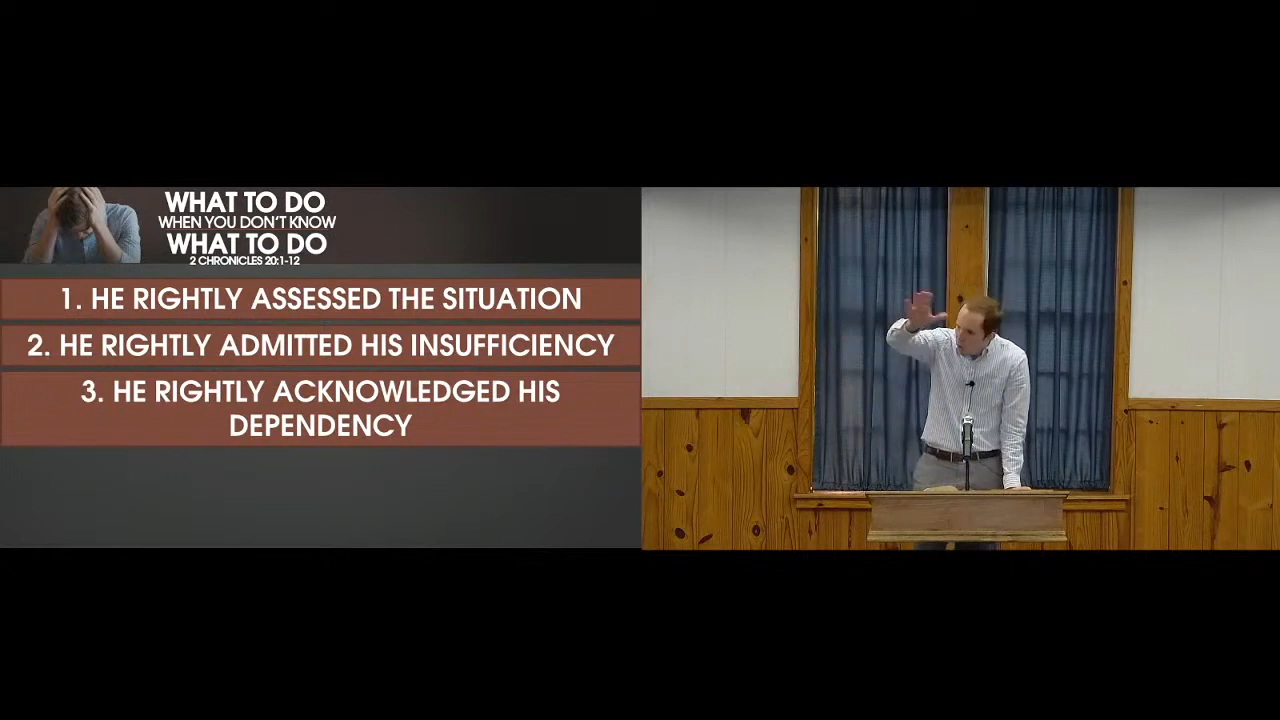 WHAT TO DO
WHEN YOU DON'T KNOW
WHAT TO DO
2 CHRONICLES 20:1-12
1. HE RIGHTLY ASSESSED THE SITUATION
2. HE RIGHTLY ADMITTED HIS INSUFFICIENCY
3. HE RIGHTLY ACKNOWLEDGED HIS
DEPENDENCY